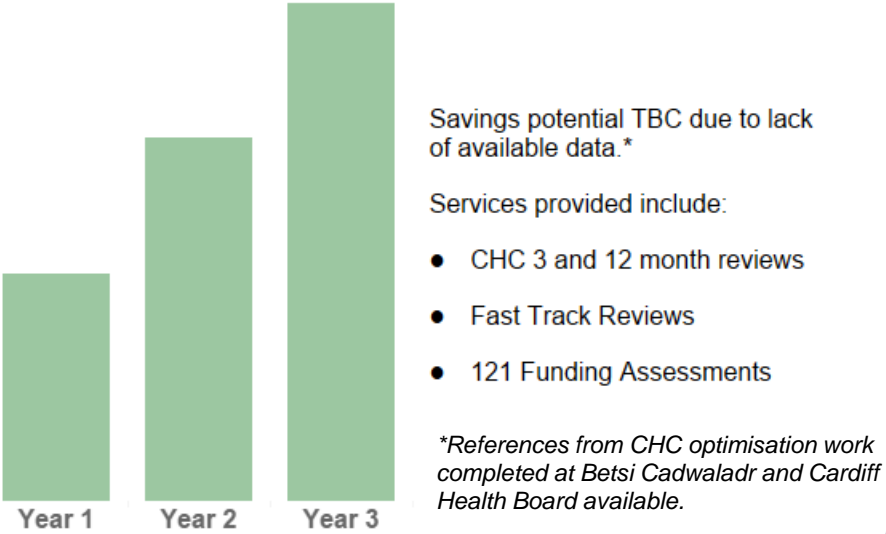 Savings potential TBC due to lack
of available data.*
Services provided include:
● CHC 3 and 12 month reviews
● Fast Track Reviews
● 121 Funding Assessments
*References from CHC optimisation work
completed at Betsi Cadwaladr and Cardiff
Health Board available.
Year 1 Year 2 Year 3